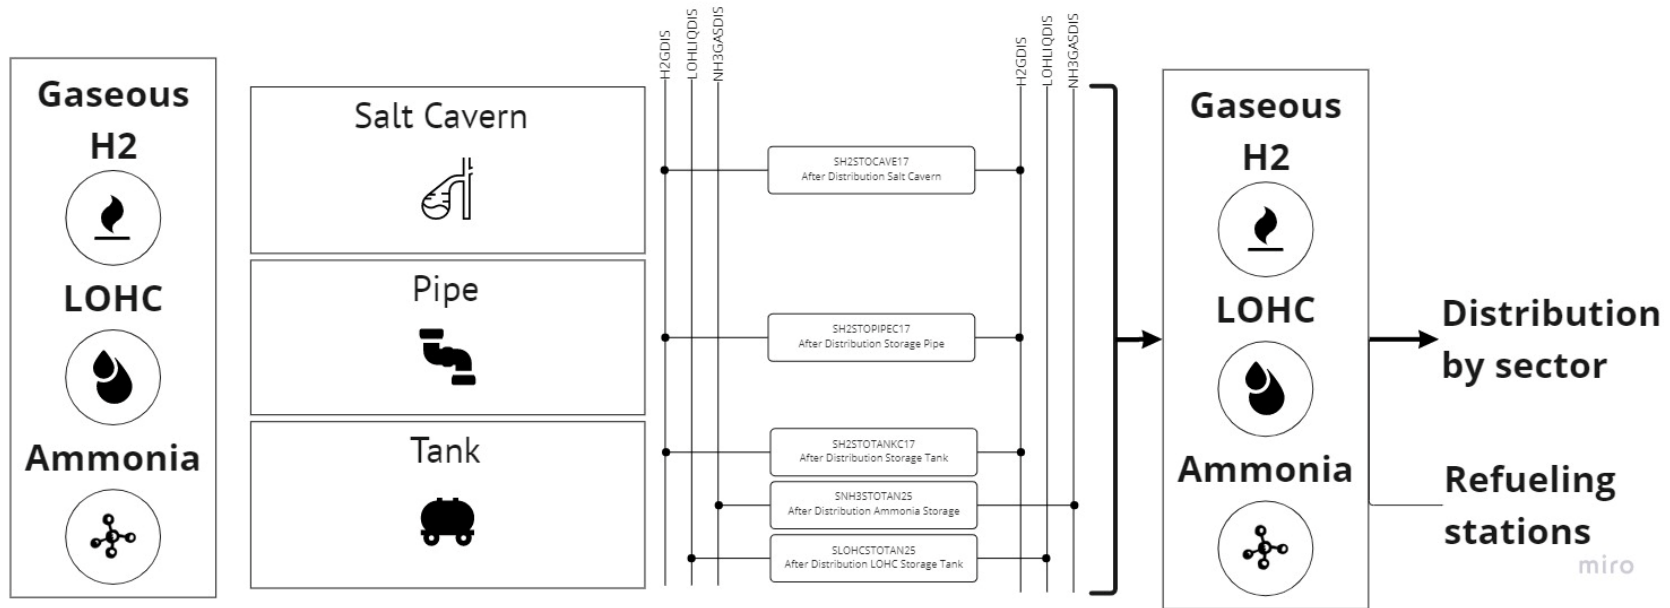 Gaseous
H2
LOHC
Ammonia
Salt Cavern
Pipe
Tank
H2GDIS
LOHLIQDIS
NH3GASDIS
SH2STOCAVE17
After Distribution Salt Cavern
SH2STOPIPEC17
After Distribution Storage Pipe
SH2STOTANKC17
After Distribution Storage Tank
SNH3STOTAN25
After Distribution Ammonia Storage
SLOHCSTOTAN25
After Distribution LOHC Storage Tank
H2GDIS
LOHLIQDIS
NH3GASDIS
Gaseous
H2
LOHC
Ammonia
Distribution
by sector
Refueling
stations
miro